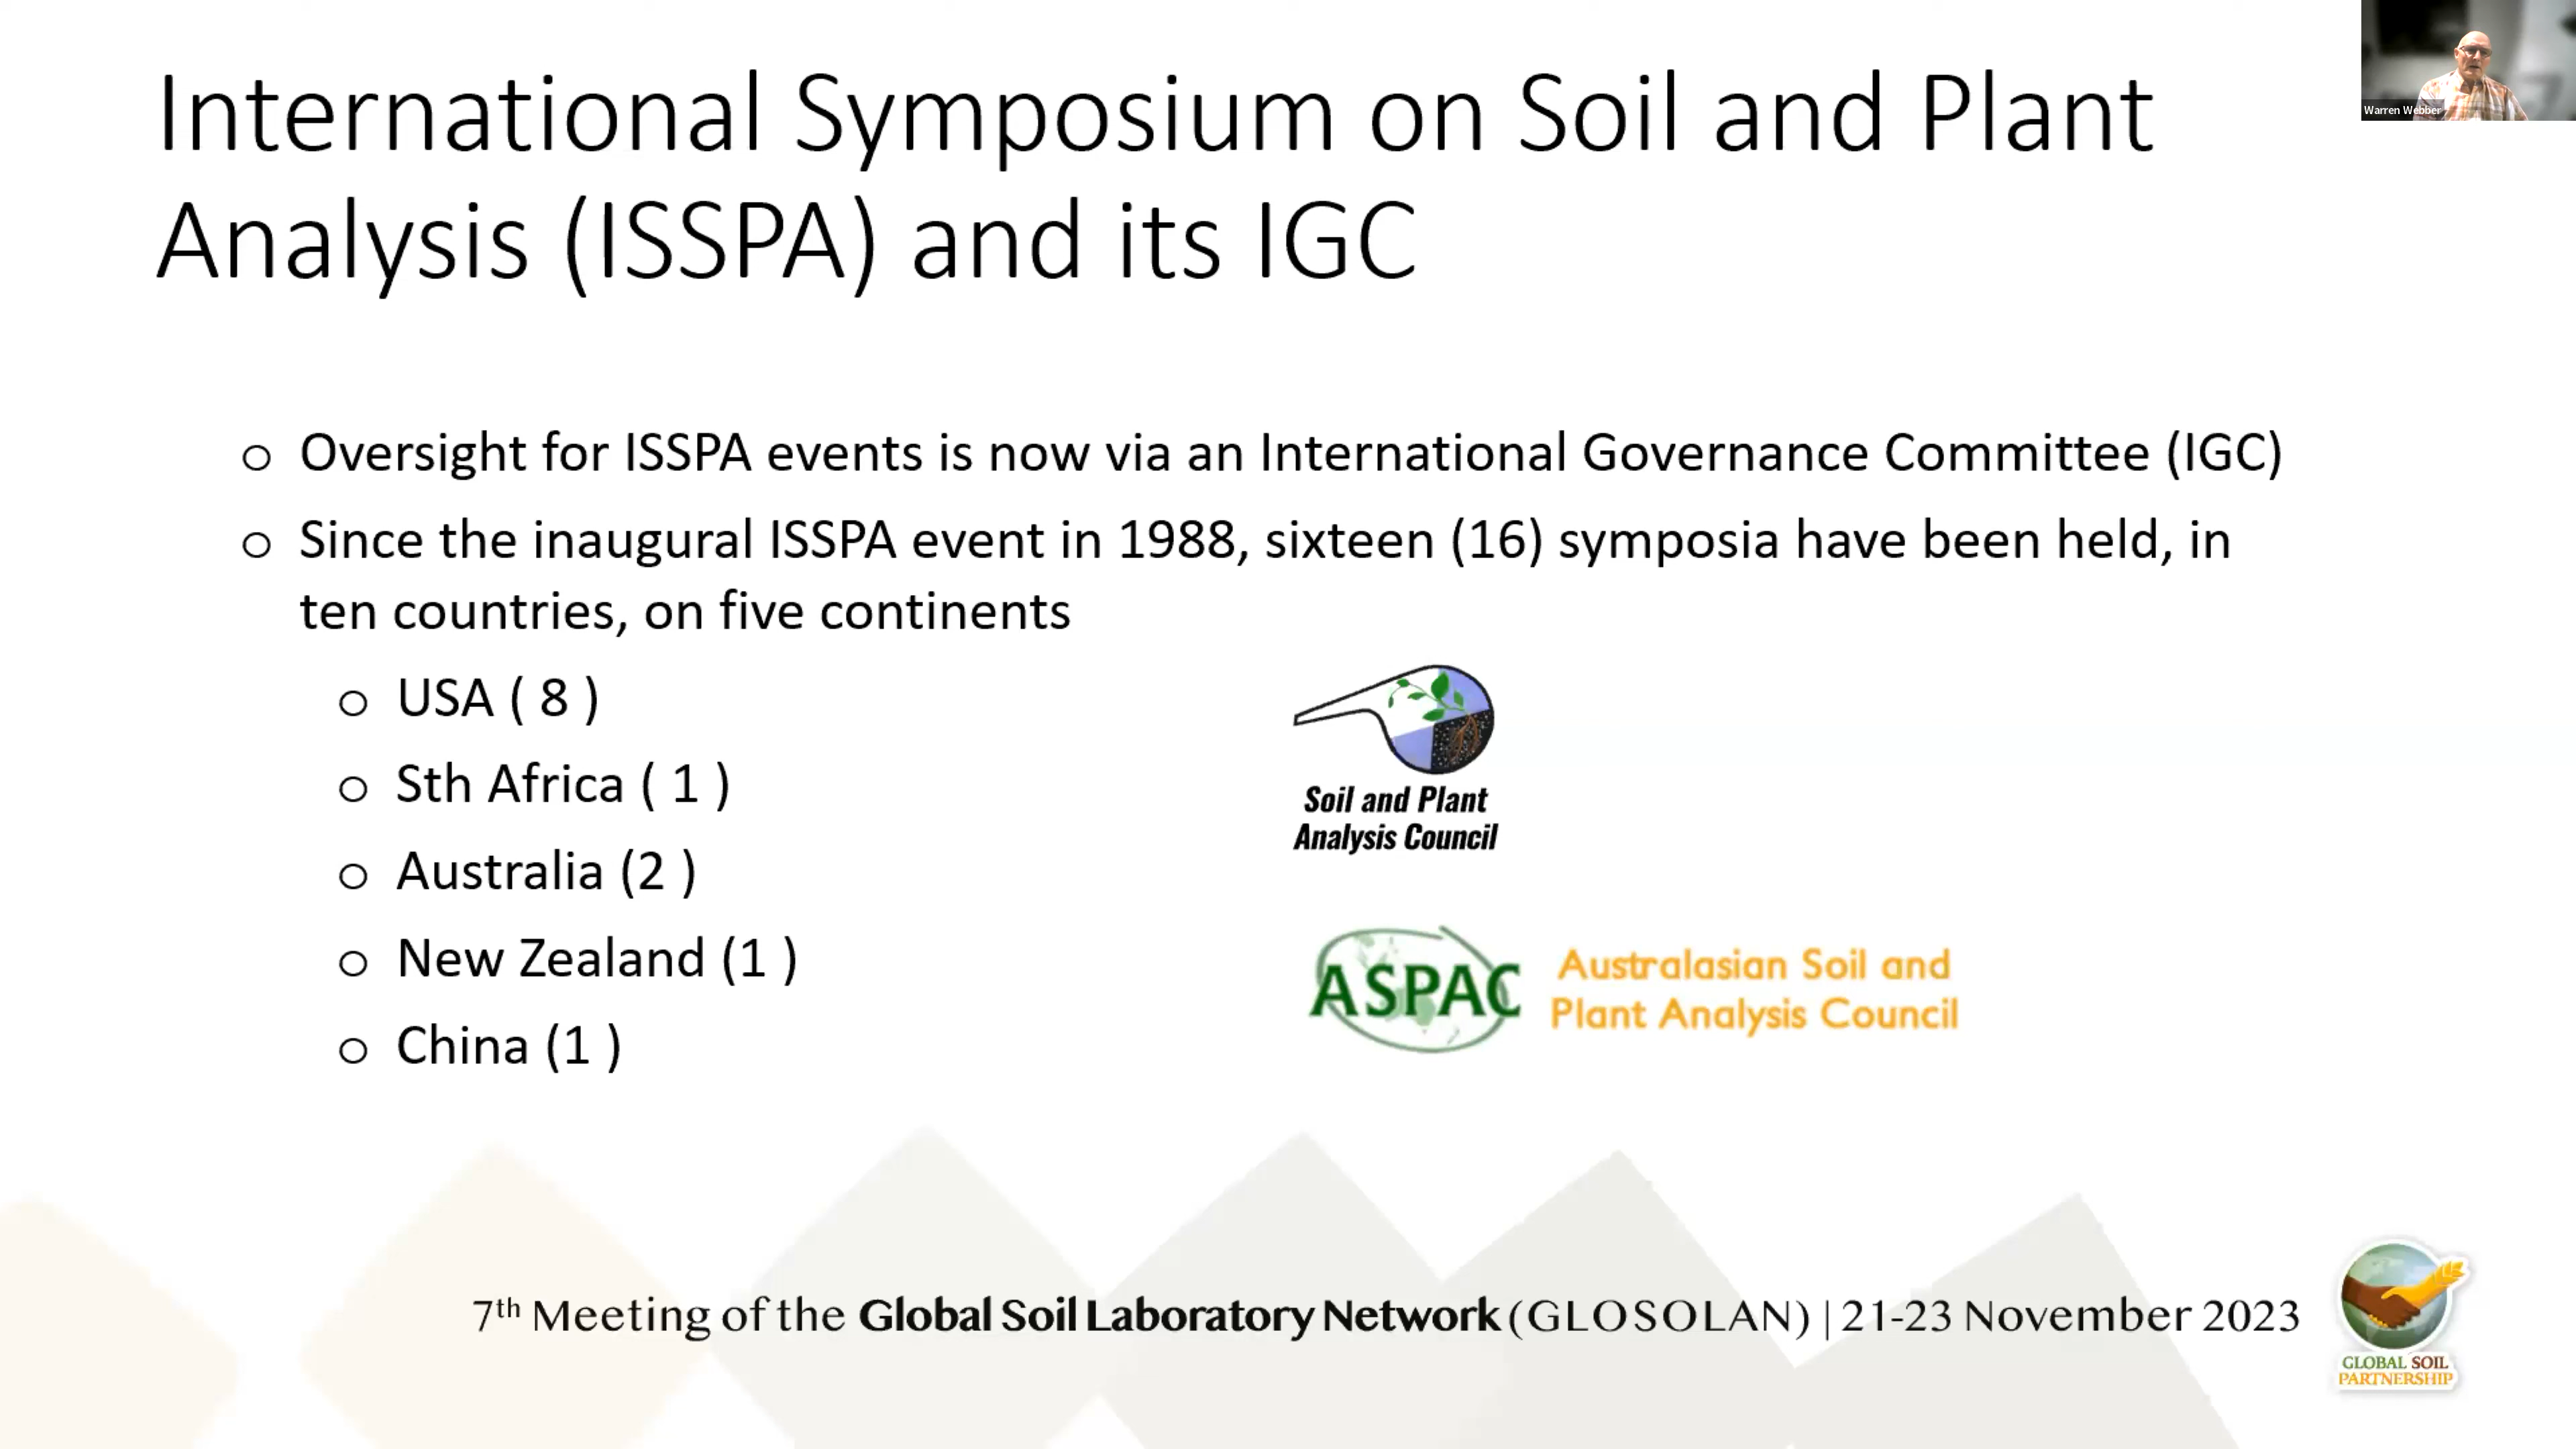 International Symposium on Soil and Plant
Analysis (ISSPA) and its IGC
Warren Webber
o Oversight for ISSPA events is now via an International Governance Committee (IGC)
o Since the inaugural ISSPA event in 1988, sixteen (16) symposia have been held, in
ten countries, on five continents
o USA ( 8 )
o Sth Africa ( 1 )
o Australia (2 )
o New Zealand (1 )
o China (1 )
Soil and Plant
Analysis Council
ASPAC
Australasian Soil and
Plant Analysis Council
7th Meeting of the Global Soil Laboratory Network (GLOSOLAN) | 21-23 November 2023
GLOBAL SOIL
PARTNERSHIP